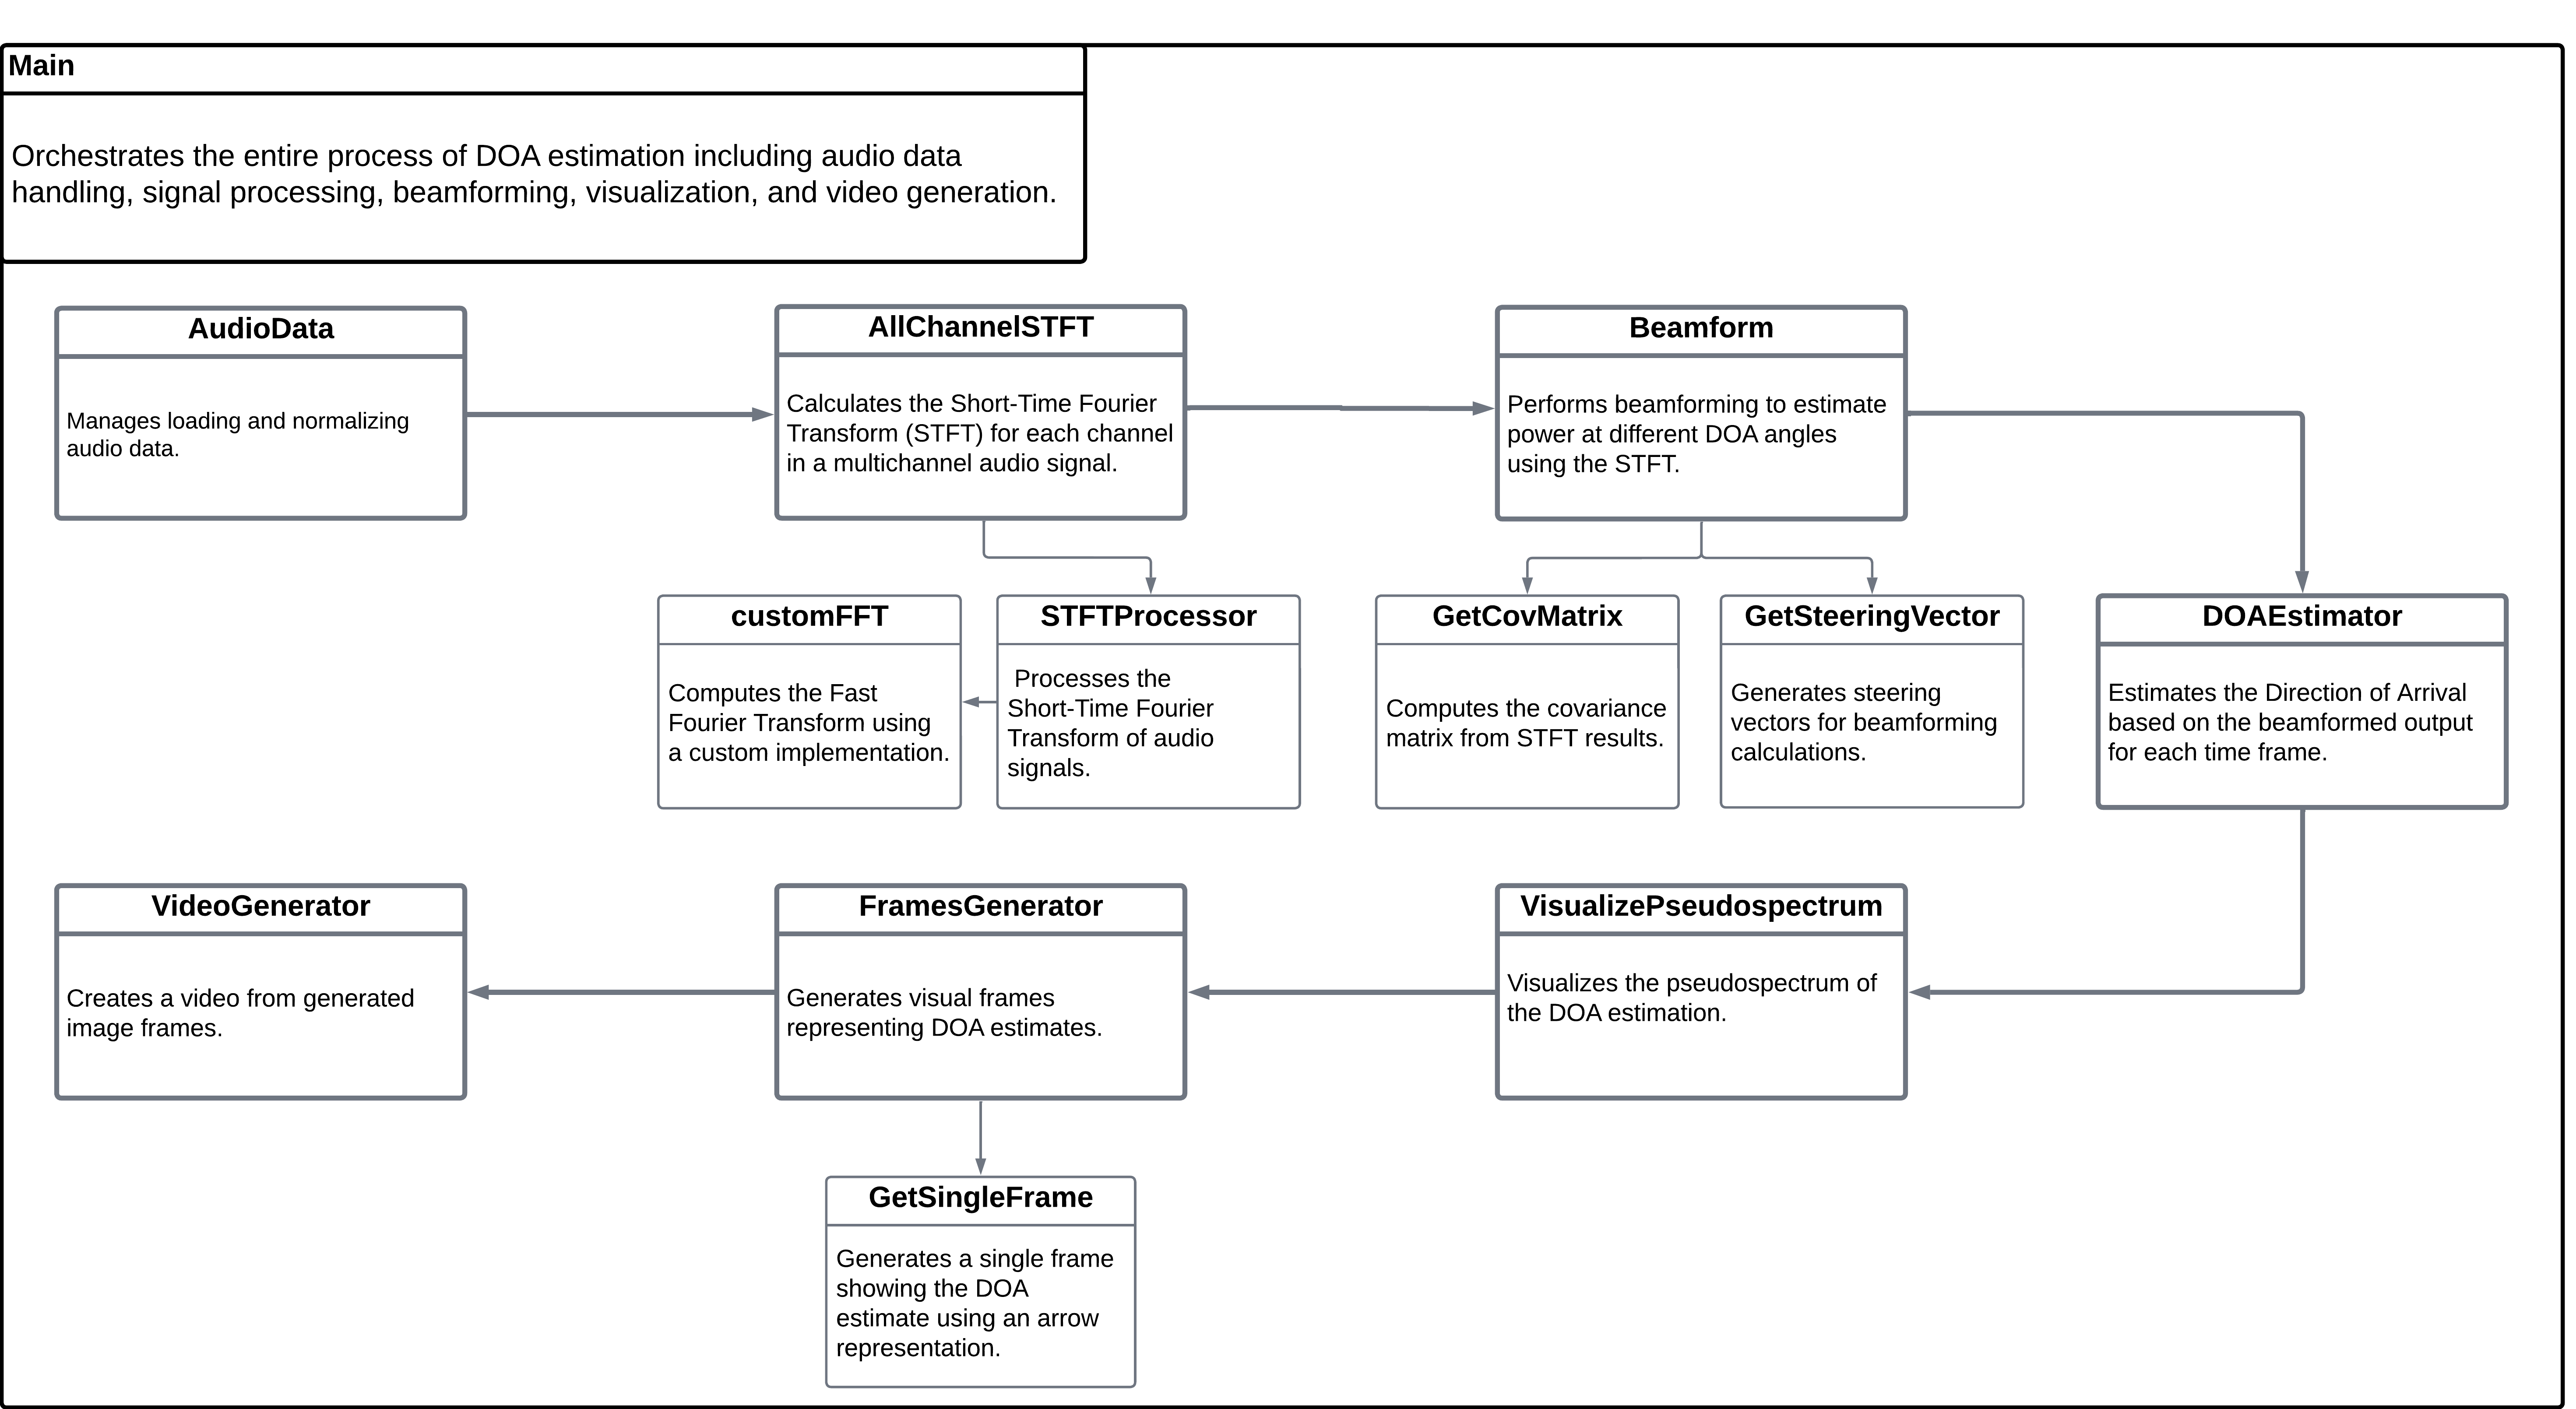 Main
Orchestrates the entire process of DOA estimation including audio data
handling, signal processing, beamforming, visualization, and video generation.
AudioData
Manages loading and normalizing
audio data.
AllChannelSTFT
Calculates the Short-Time Fourier
Transform (STFT) for each channel
in a multichannel audio signal.
Beamform
Performs beamforming to estimate
power at different DOA angles
using the STFT.
customFFT
Computes the Fast
Fourier Transform using
a custom implementation.
STFTProcessor
Processes the
Short-Time Fourier
Transform of audio
signals.
GetCovMatrix
Computes the covariance
matrix from STFT results.
GetSteeringVector
Generates steering
vectors for beamforming
calculations.
DOAEstimator
Estimates the Direction of Arrival
based on the beamformed output
for each time frame.
VideoGenerator
Creates a video from generated
image frames.
FramesGenerator
Generates visual frames
representing DOA estimates.
VisualizePseudospectrum
Visualizes the pseudospectrum of
the DOA estimation.
GetSingleFrame
Generates a single frame
showing the DOA
estimate using an arrow
representation.